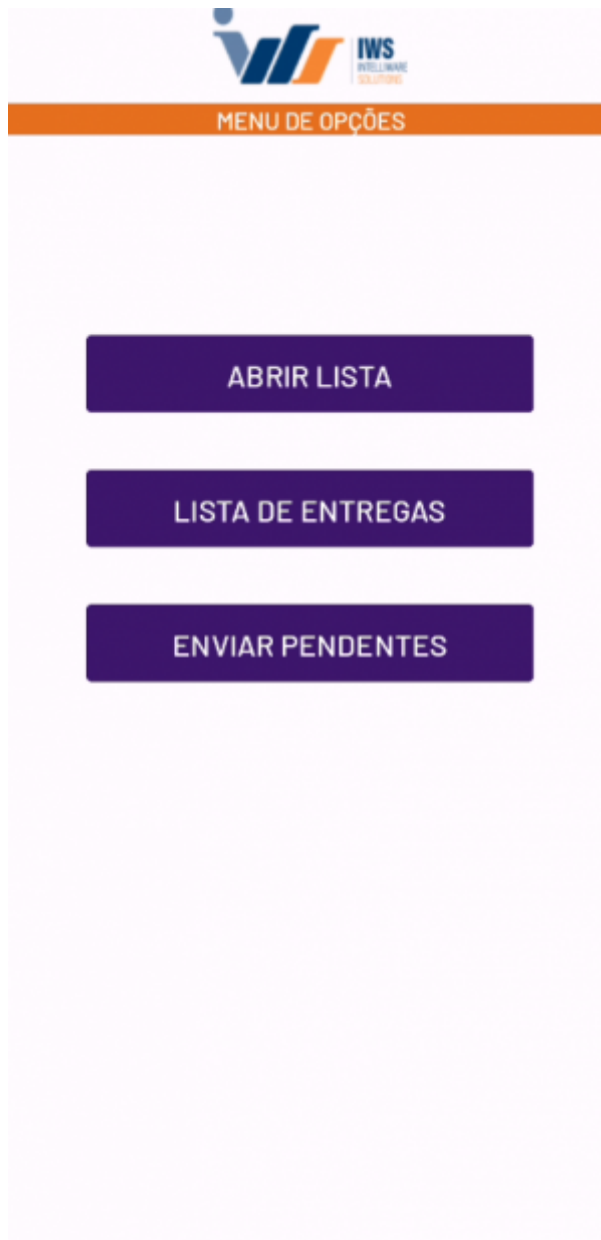 IWS
INTELLIWARE
SOLUTIONS
MENU DE OPÇÕES
ABRIR LISTA
LISTA DE ENTREGAS
ENVIAR PENDENTES